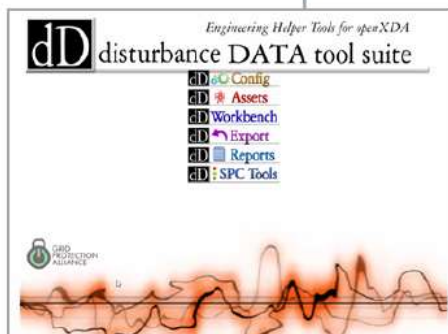 Engineering Helper Tools for openXDA
dD disturbance DATA tool suite
dD Config
dD Assets
dD Workbench
dD Export
dD Reports
dD SPC Tools
GRID
PROTECTION
ALLIANCE